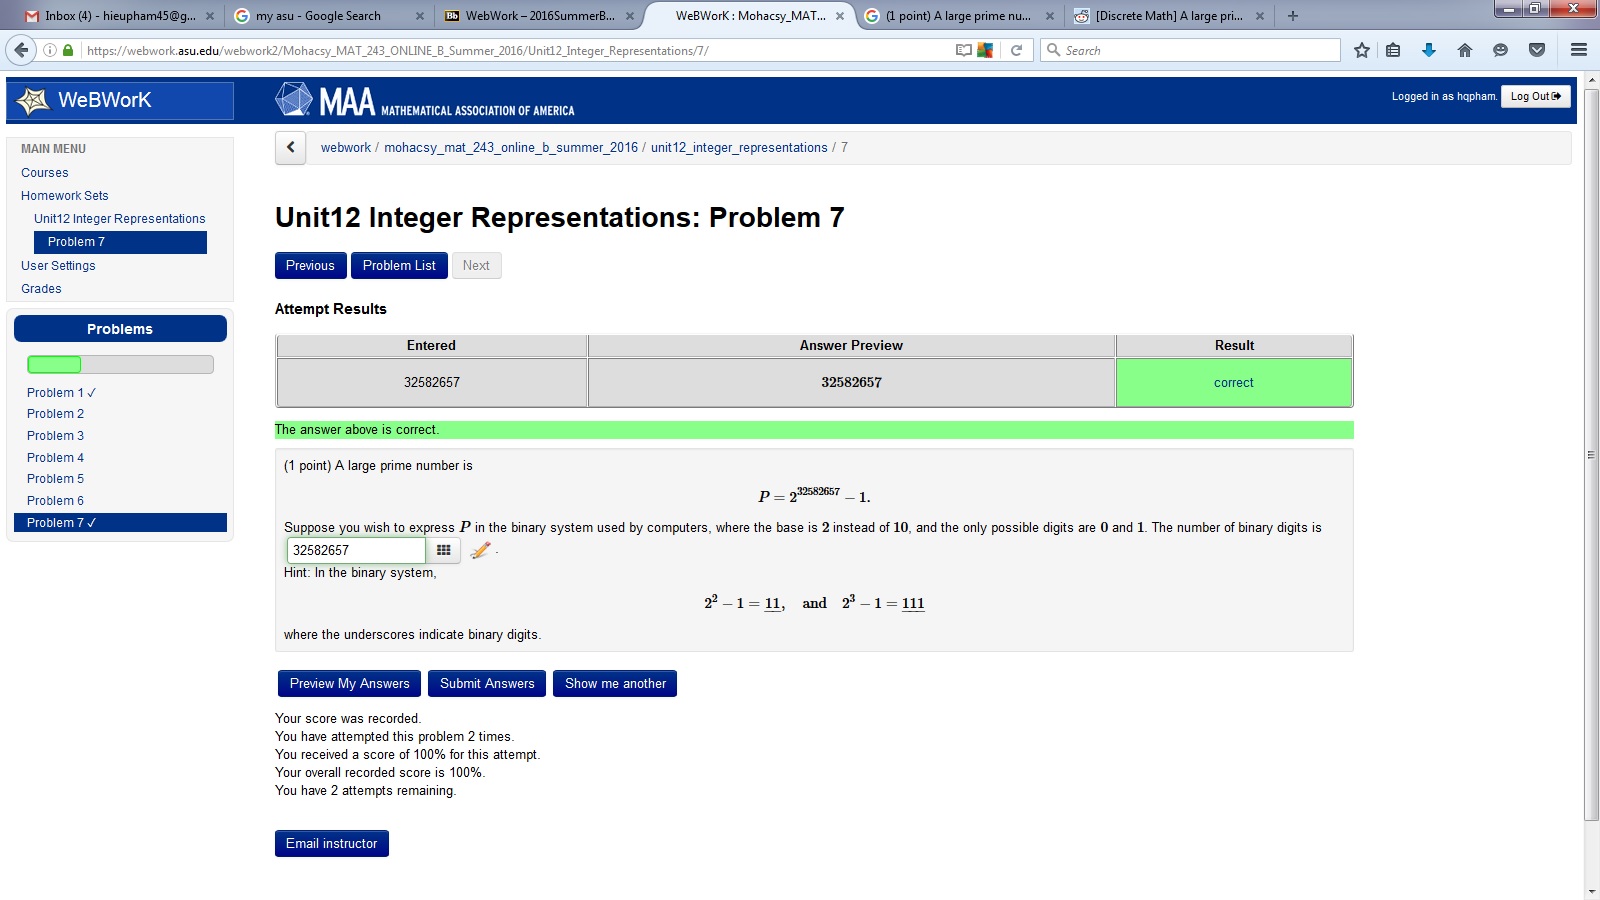 Inbox (4) - hieupham45@g... × my asu - Google Search × Bb WebWork – 2016SummerB... × WeBWorK : Mohacsy_MAT... × (1 point) A large prime nu... × [Discrete Math] A large pri... × +
https://webwork.asu.edu/webwork2/Mohacsy_MAT_243_ONLINE_B_Summer_2016/Unit12_Integer_Representations/7/ Search
WeBWorK MAA MATHEMATICAL ASSOCIATION OF AMERICA Logged in as hqpham. Log Out
MAIN MENU
Courses
Homework Sets
Unit12 Integer Representations
Problem 7
User Settings
Grades
Problems
Problem 1 ✓
Problem 2
Problem 3
Problem 4
Problem 5
Problem 6
Problem 7 ✓
webwork / mohacsy_mat_243_online_b_summer_2016 / unit12_integer_representations / 7
Unit12 Integer Representations: Problem 7
Previous Problem List Next
Attempt Results
Entered Answer Preview Result
32582657 32582657 correct
The answer above is correct.
(1 point) A large prime number is
P = 2^32582657 − 1.
Suppose you wish to express P in the binary system used by computers, where the base is 2 instead of 10, and the only possible digits are 0 and 1. The number of binary digits is
32582657 .
Hint: In the binary system,
2² − 1 = 11, and 2³ − 1 = 111
where the underscores indicate binary digits.
Preview My Answers Submit Answers Show me another
Your score was recorded.
You have attempted this problem 2 times.
You received a score of 100% for this attempt.
Your overall recorded score is 100%.
You have 2 attempts remaining.
Email instructor